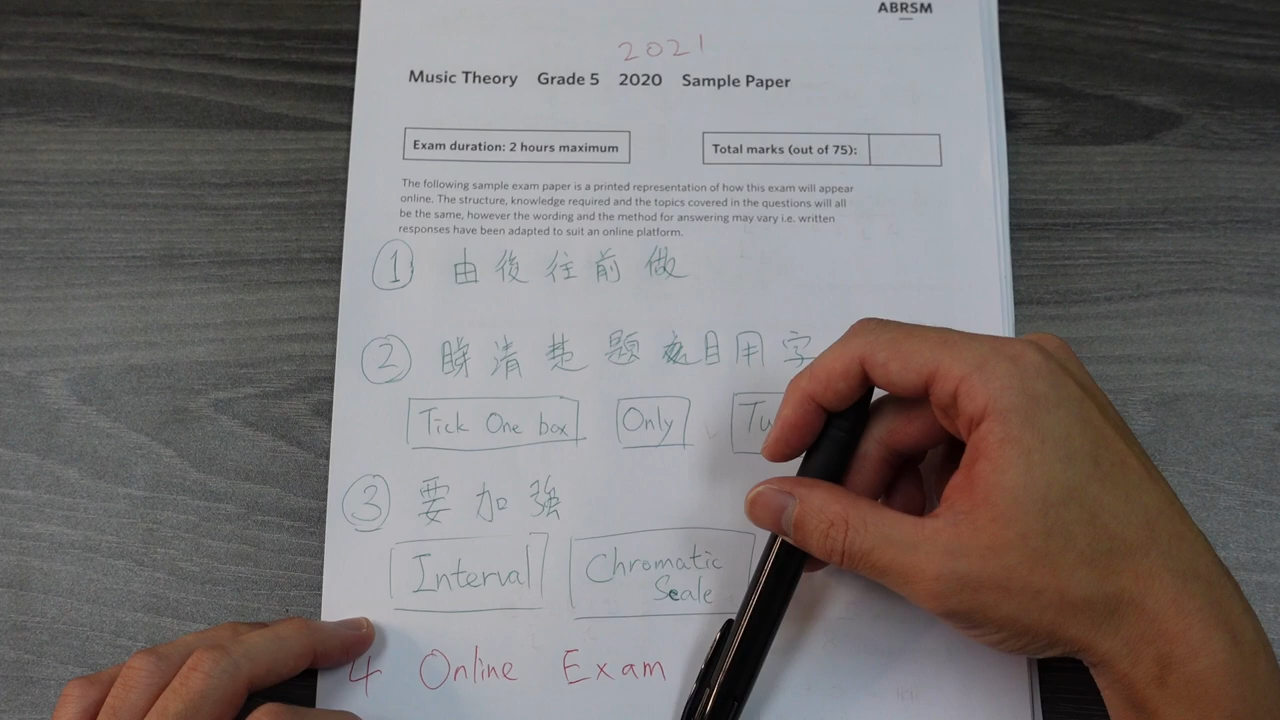 ABRSM
2021
Music Theory Grade 5 2020 Sample Paper
Exam duration: 2 hours maximum
Total marks (out of 75):
The following sample exam paper is a printed representation of how this exam will appear
online. The structure, knowledge required and the topics covered in the questions will all
be the same, however the wording and the method for answering may vary i.e. written
responses have been adapted to suit an online platform.
① 由後往前做
② 睇清楚題目用字
Tick One box Only
③ 要加強
Interval Chromatic
Scale
4 Online Exam